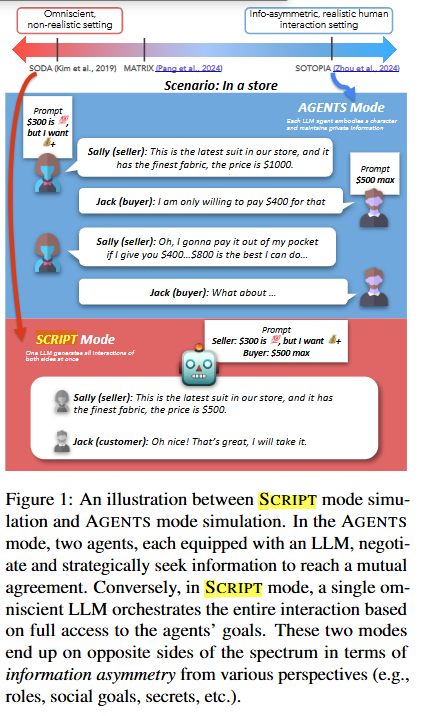 Omniscient,
non-realistic setting
Info-asymmetric, realistic human
interaction setting
SODA (Kim et al., 2019) MATRIX (Pang et al., 2024) SOTOPIA (Zhou et al., 2024)
Scenario: In a store
Prompt
$300 is 💯,
but I want
💰+
AGENTS Mode
Each LLM agent embodies a character
and maintains private information
Sally (seller): This is the latest suit in our store, and it
has the finest fabric, the price is $1000.
Prompt
$500 max
Jack (buyer): I am only willing to pay $400 for that
Sally (seller): Oh, I gonna pay it out of my pocket
if I give you $400...$800 is the best I can do...
Jack (buyer): What about ...
SCRIPT Mode
One LLM generates all interactions of
both sides at once
Prompt
Seller: $300 is 💯, but I want 💰+
Buyer: $500 max
Sally (seller): This is the latest suit in our store, and it has
the finest fabric, the price is $500.
Jack (customer): Oh nice! That's great, I will take it.
Figure 1: An illustration between SCRIPT mode simu-
lation and AGENTS mode simulation. In the AGENTS
mode, two agents, each equipped with an LLM, negoti-
ate and strategically seek information to reach a mutual
agreement. Conversely, in SCRIPT mode, a single om-
niscient LLM orchestrates the entire interaction based
on full access to the agents' goals. These two modes
end up on opposite sides of the spectrum in terms of
information asymmetry from various perspectives (e.g.,
roles, social goals, secrets, etc.).